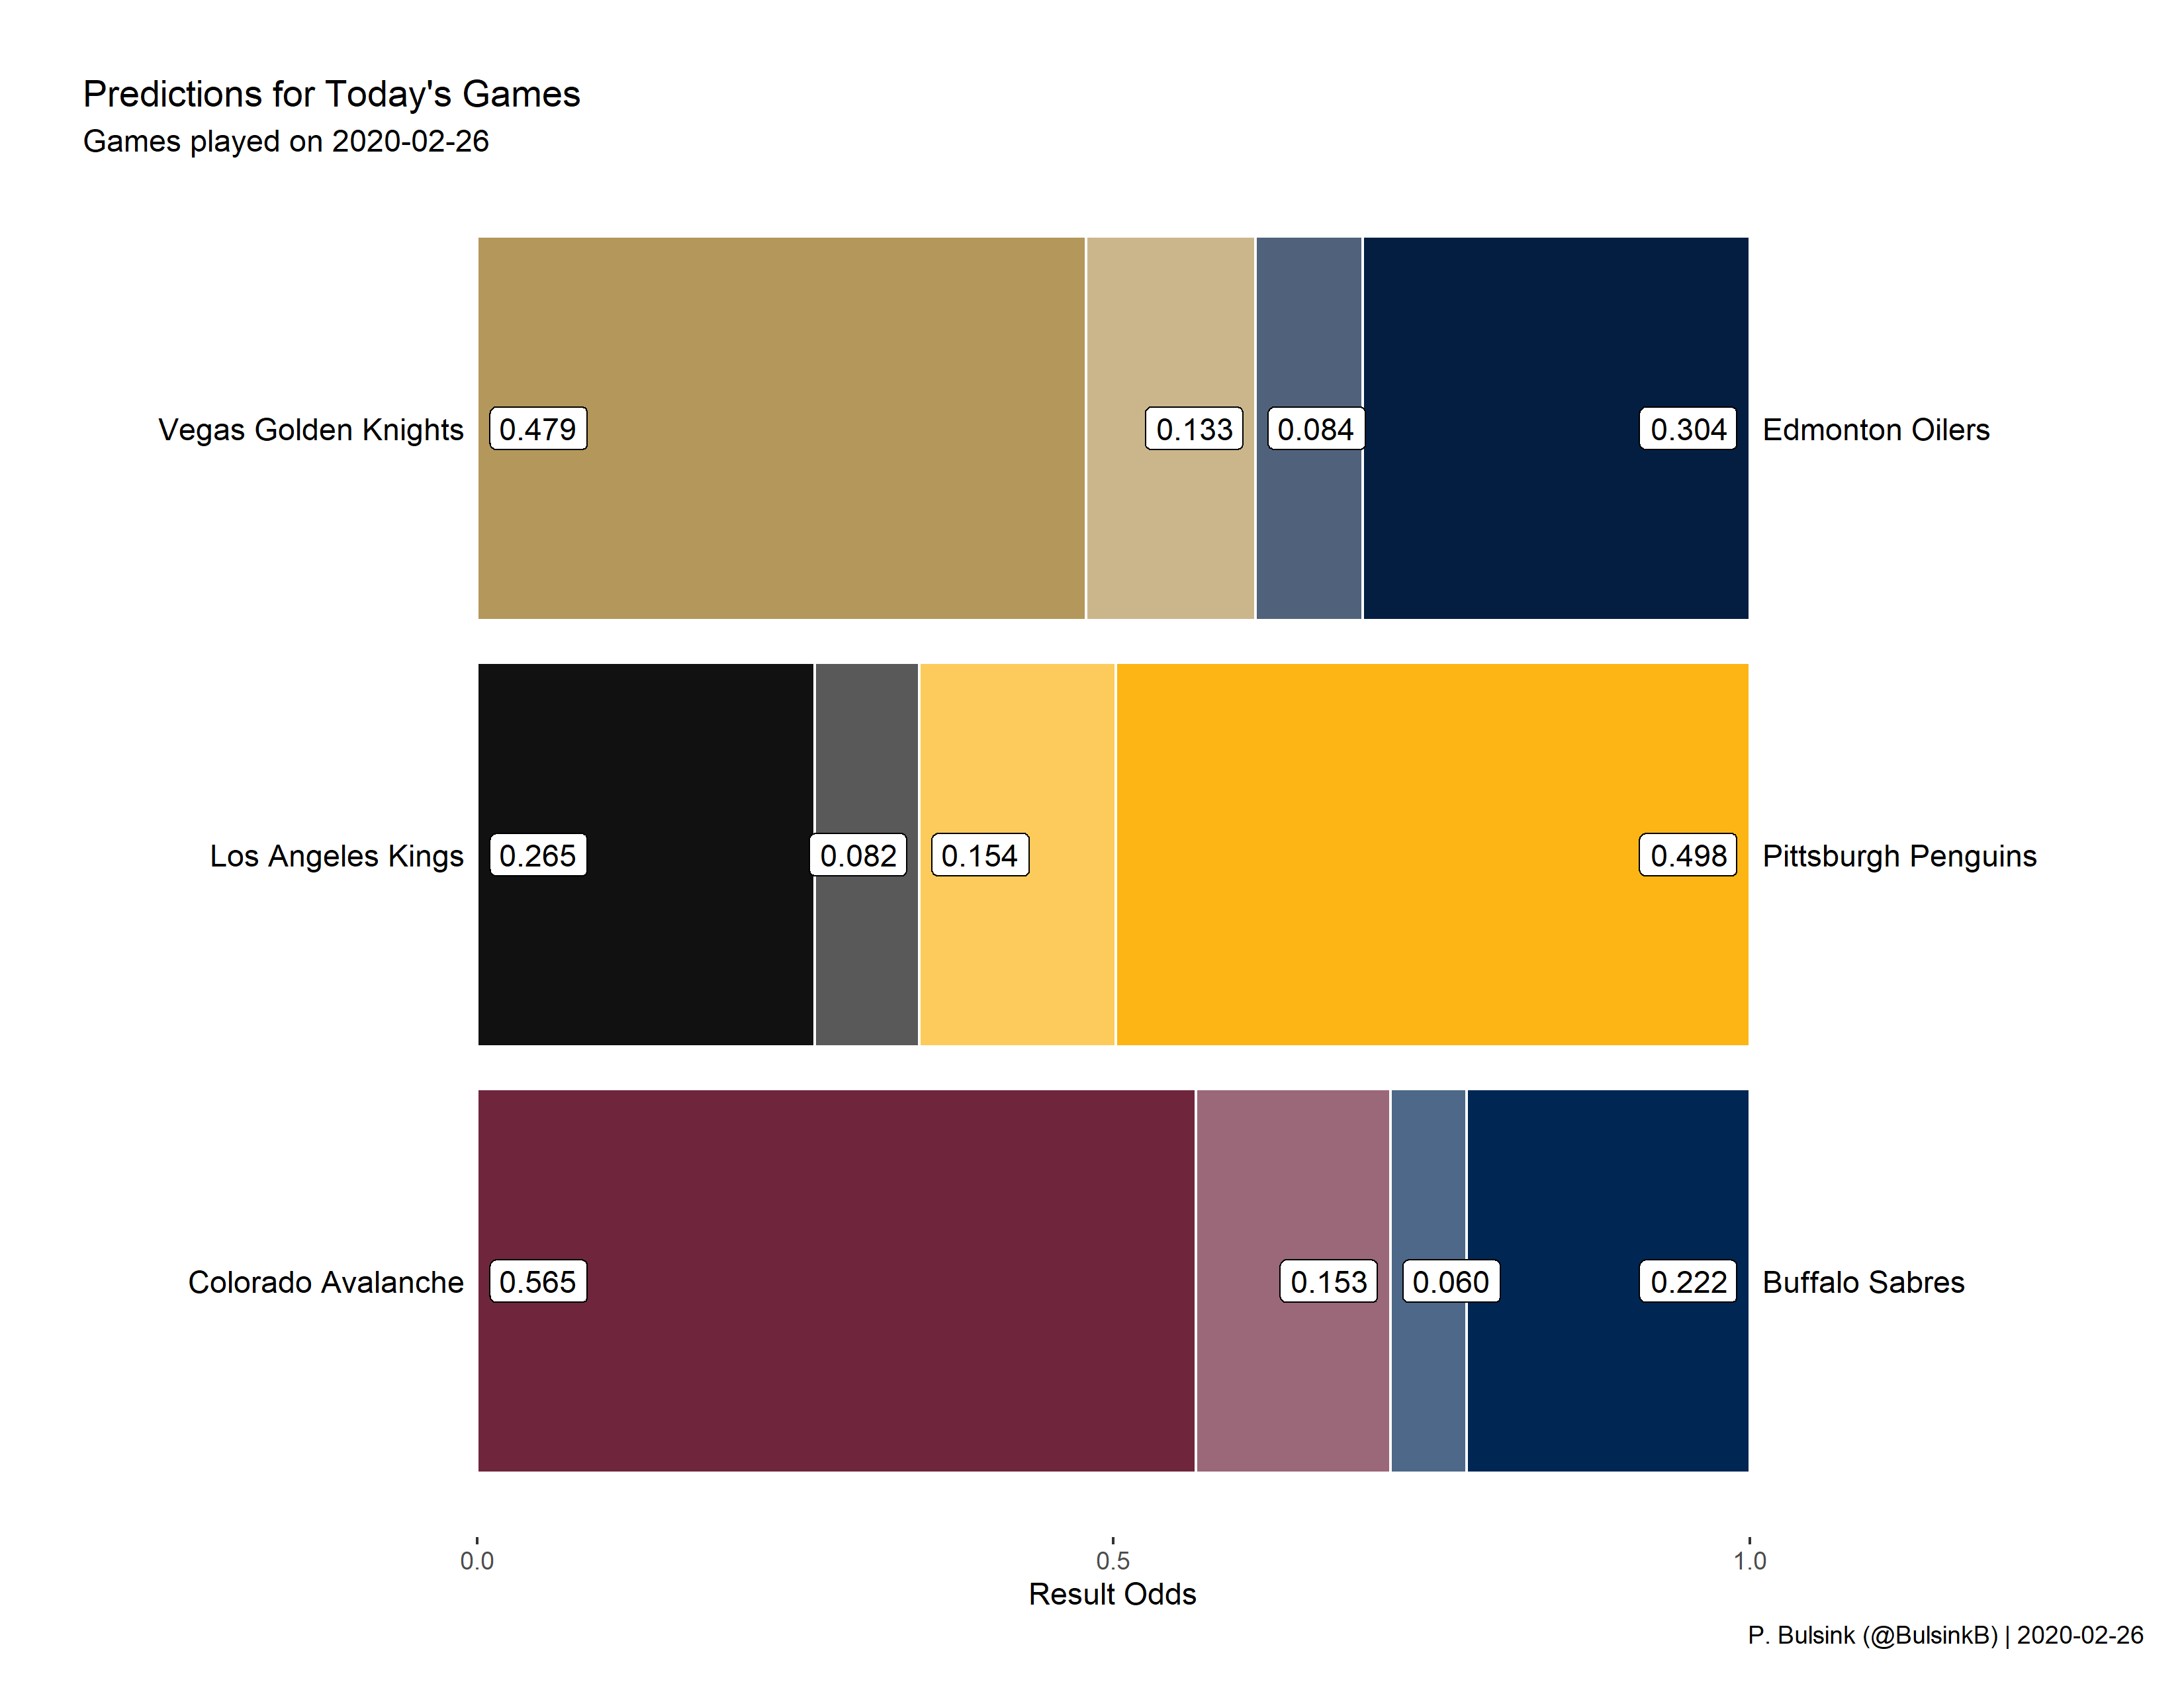 Predictions for Today's Games
Games played on 2020-02-26
Vegas Golden Knights 0.479 0.133 0.084 0.304 Edmonton Oilers
Los Angeles Kings 0.265 0.082 0.154 0.498 Pittsburgh Penguins
Colorado Avalanche 0.565 0.153 0.060 0.222 Buffalo Sabres
0.0 0.5 1.0
Result Odds
P. Bulsink (@BulsinkB) | 2020-02-26